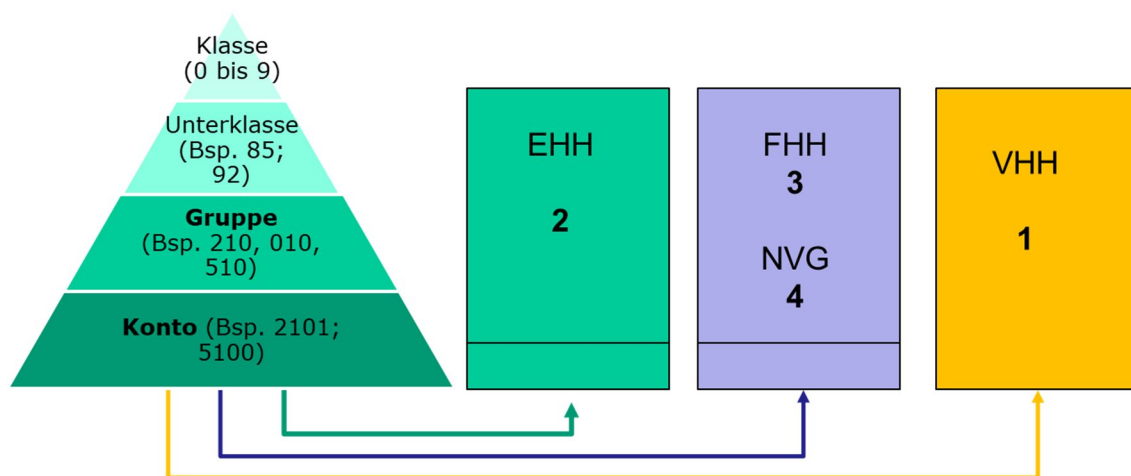 Klasse
(0 bis 9)
Unterklasse
(Bsp. 85;
92)
Gruppe
(Bsp. 210, 010,
510)
Konto (Bsp. 2101;
5100)
EHH
2
FHH
3
NVG
4
VHH
1